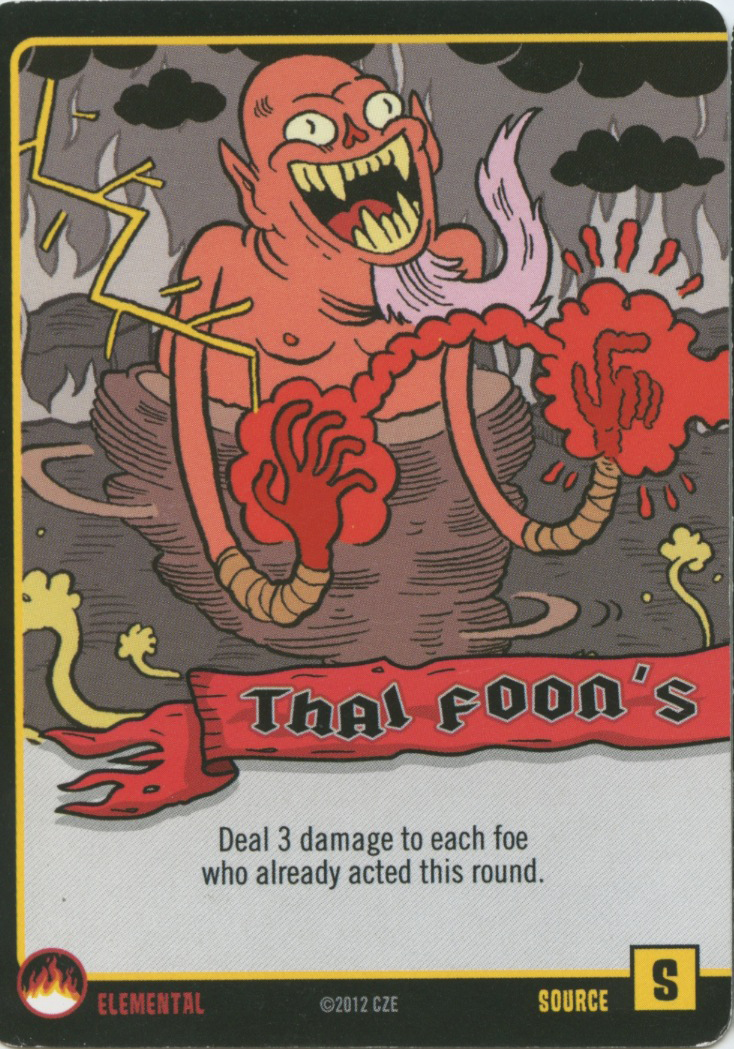 Thai Foon's
Deal 3 damage to each foe
who already acted this round.
S
ELEMENTAL
©2012 CZE
SOURCE